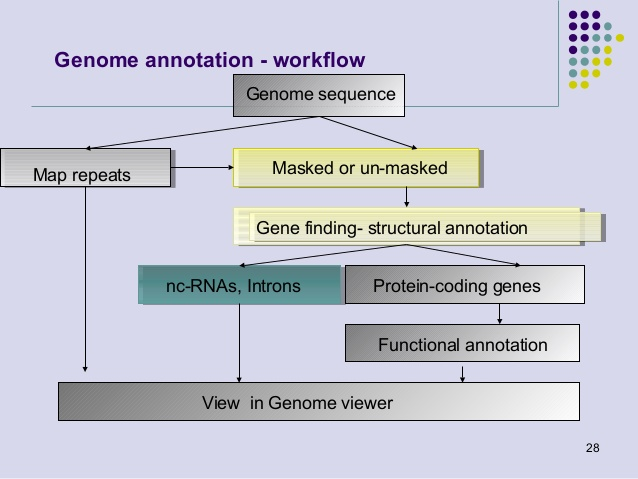 Genome annotation - workflow
Genome sequence
Map repeats
Masked or un-masked
Gene finding- structural annotation
nc-RNAs, Introns
Protein-coding genes
Functional annotation
View in Genome viewer
28